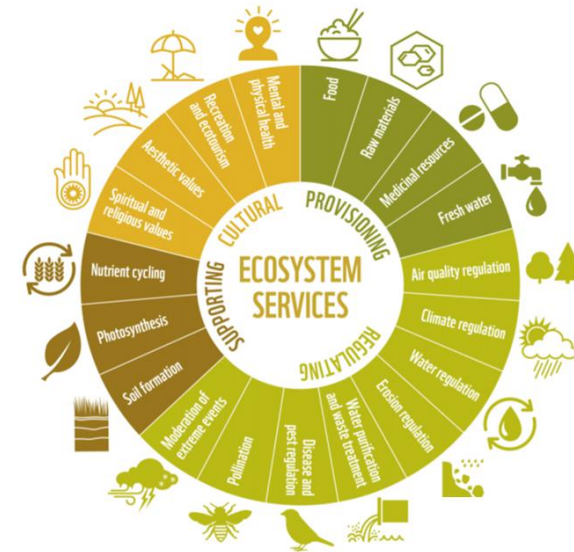 ECOSYSTEM
SERVICES
CULTURAL
PROVISIONING
REGULATING
SUPPORTING
Food
Raw materials
Medicinal resources
Fresh water
Air quality regulation
Climate regulation
Water regulation
Erosion regulation
Water purification
and waste treatment
Disease and
pest regulation
Pollination
Moderation of
extreme events
Soil formation
Photosynthesis
Nutrient cycling
Spiritual and
religious values
Aesthetic values
Recreation
and ecotourism
Mental and
physical health